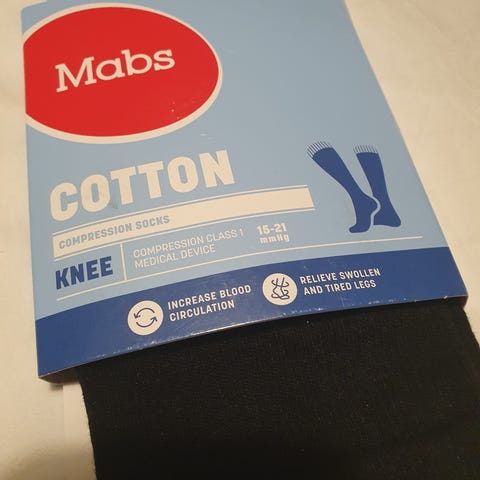 Mabs
COTTON
COMPRESSION SOCKS
KNEE
COMPRESSION CLASS 1
MEDICAL DEVICE
15-21
mmHg
INCREASE BLOOD
CIRCULATION
RELIEVE SWOLLEN
AND TIRED LEGS